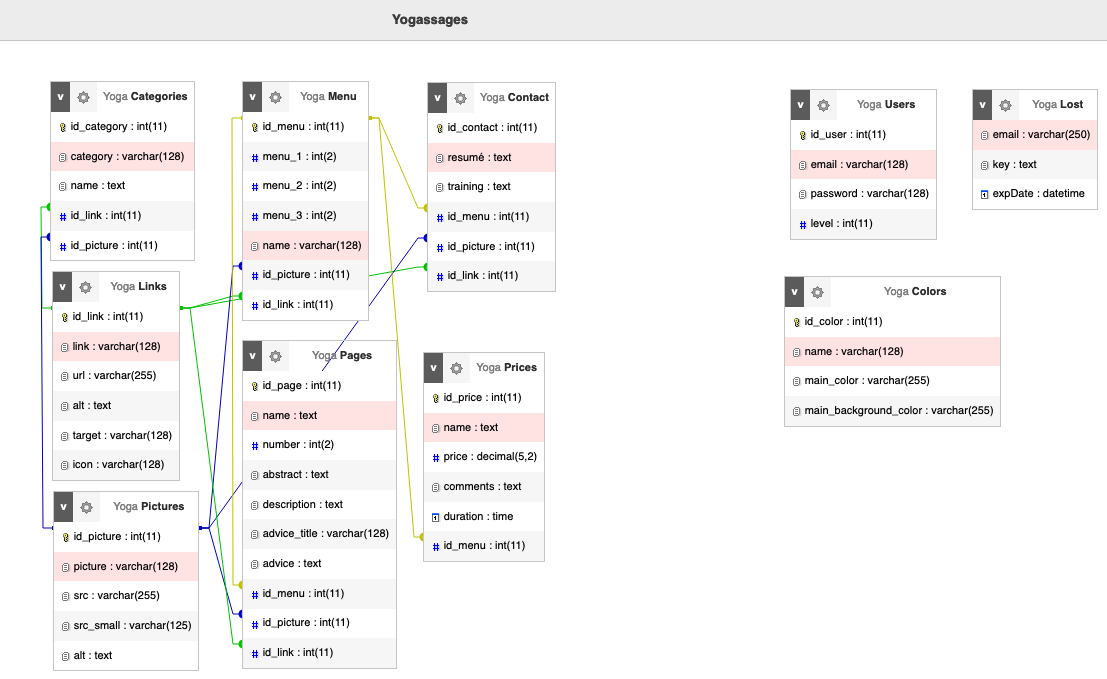 Yogassages
v Yoga Categories
id_category : int(11)
category : varchar(128)
name : text
id_link : int(11)
id_picture : int(11)
v Yoga Links
id_link : int(11)
link : varchar(128)
url : varchar(255)
alt : text
target : varchar(128)
icon : varchar(128)
v Yoga Pictures
id_picture : int(11)
picture : varchar(128)
src : varchar(255)
src_small : varchar(125)
alt : text
v Yoga Menu
id_menu : int(11)
# menu_1 : int(2)
# menu_2 : int(2)
# menu_3 : int(2)
name : varchar(128)
# id_picture : int(11)
# id_link : int(11)
v Yoga Pages
id_page : int(11)
name : text
# number : int(2)
abstract : text
description : text
advice_title : varchar(128)
advice : text
# id_menu : int(11)
# id_picture : int(11)
# id_link : int(11)
v Yoga Contact
id_contact : int(11)
resumé : text
training : text
# id_menu : int(11)
# id_picture : int(11)
# id_link : int(11)
v Yoga Prices
id_price : int(11)
name : text
# price : decimal(5,2)
comments : text
duration : time
# id_menu : int(11)
v Yoga Users
id_user : int(11)
email : varchar(128)
password : varchar(128)
# level : int(11)
v Yoga Lost
email : varchar(250)
key : text
expDate : datetime
v Yoga Colors
id_color : int(11)
name : varchar(128)
main_color : varchar(255)
main_background_color : varchar(255)